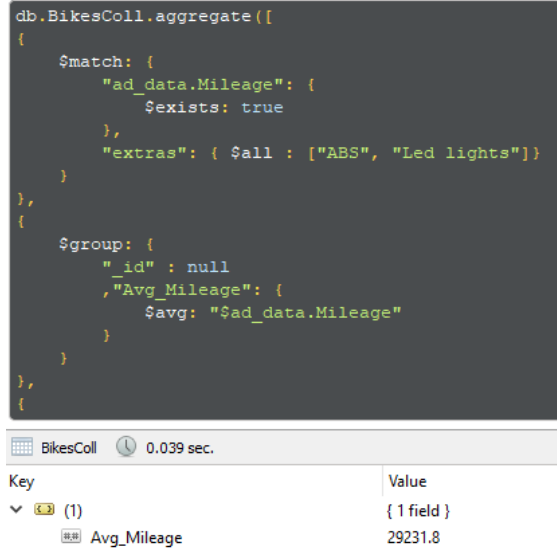 db.BikesColl.aggregate([
{
    $match: {
        "ad_data.Mileage": {
            $exists: true
        },
        "extras": { $all : ["ABS", "Led lights"]}
    }
},
{
    $group: {
        "_id" : null
        ,"Avg_Mileage": {
            $avg: "$ad_data.Mileage"
        }
    }
},
{
BikesColl 0.039 sec.
Key Value
(1) { 1 field }
## Avg_Mileage 29231.8